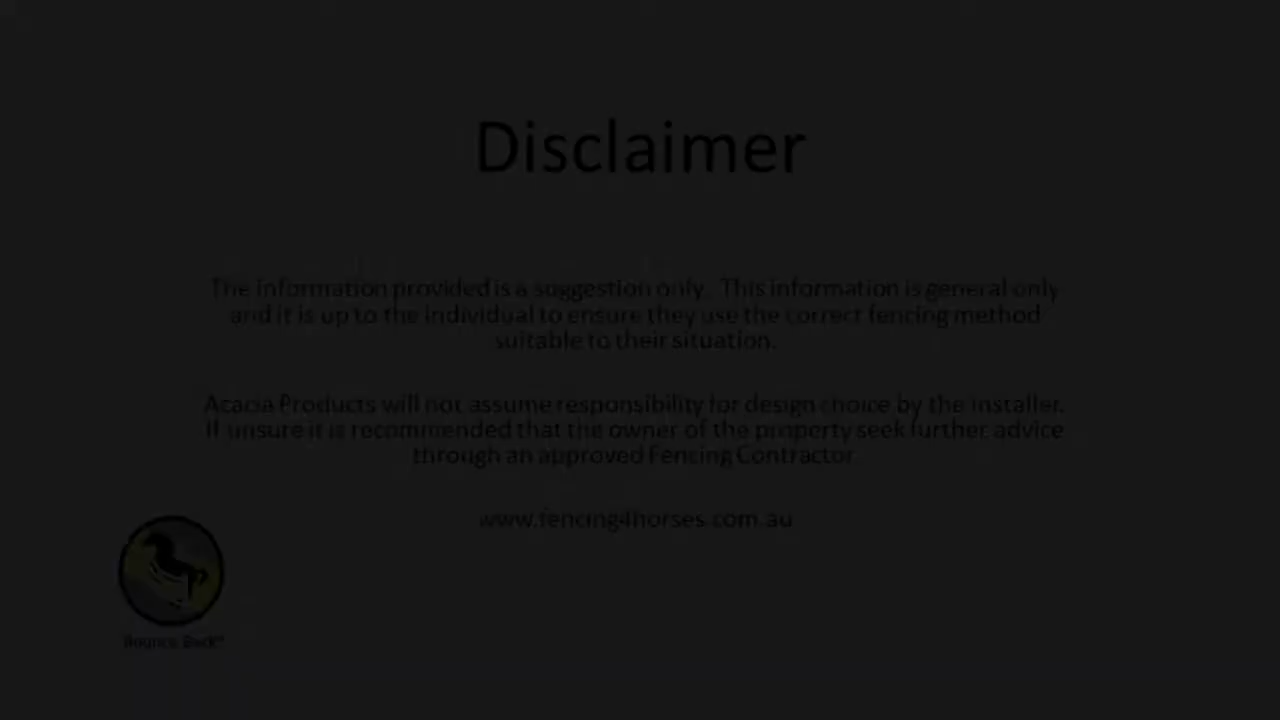 Disclaimer
The information provided is a suggestion only. This information is general only
and it is up to the individual to ensure they use the correct fencing method
suitable to their situation.
Acacia Products will not assume responsibility for design choice by the installer.
If unsure it is recommended that the owner of the property seek further advice
through an approved Fencing Contractor
www.fencing4horses.com.au
Bounce Back®